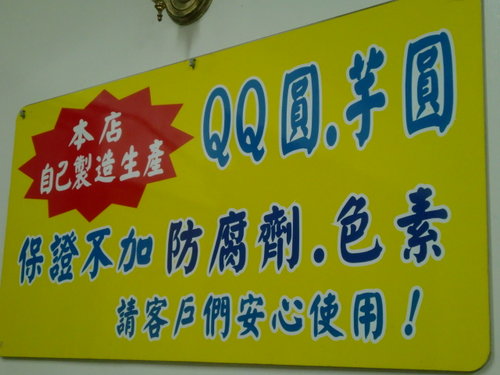 本店
自己製造生產
QQ圓.芋圓
保證不加防腐劑.色素
請客戶們安心使用!